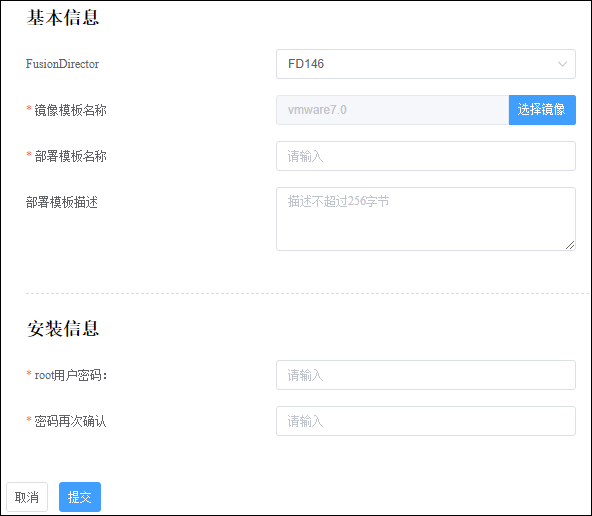 基本信息
FusionDirector
FD146
* 镜像模板名称
vmware7.0
选择镜像
* 部署模板名称
请输入
部署模板描述
描述不超过256字节
安装信息
* root用户密码：
请输入
* 密码再次确认
请输入
取消
提交